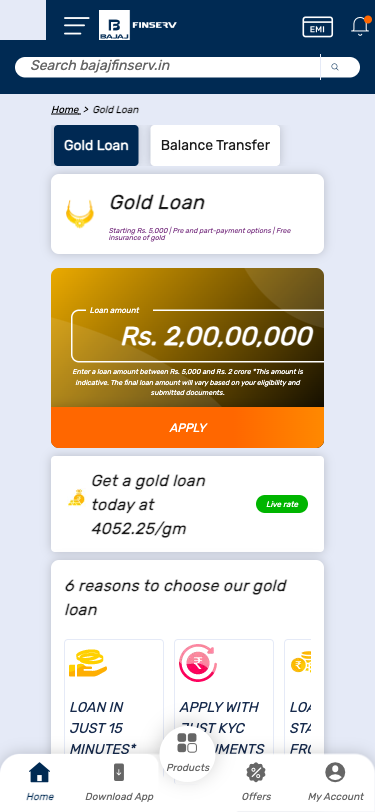 B
BAJAJ
FINSERV
EMI
Search bajajfinserv.in
Home > Gold Loan
Gold Loan
Balance Transfer
Gold Loan
Starting Rs. 5,000 | Pre and part-payment options | Free
insurance of gold
Loan amount
Rs. 2,00,00,000
Enter a loan amount between Rs. 5,000 and Rs. 2 crore *This amount is
indicative. The final loan amount will vary based on your eligibility and
submitted documents.
APPLY
Get a gold loan
today at
4052.25/gm
Live rate
6 reasons to choose our gold
loan
LOAN IN
JUST 15
MINUTES*
APPLY WITH
JUST KYC
UMENTS
LOA
STA
FRO
Home
Download App
Products
Offers
My Account